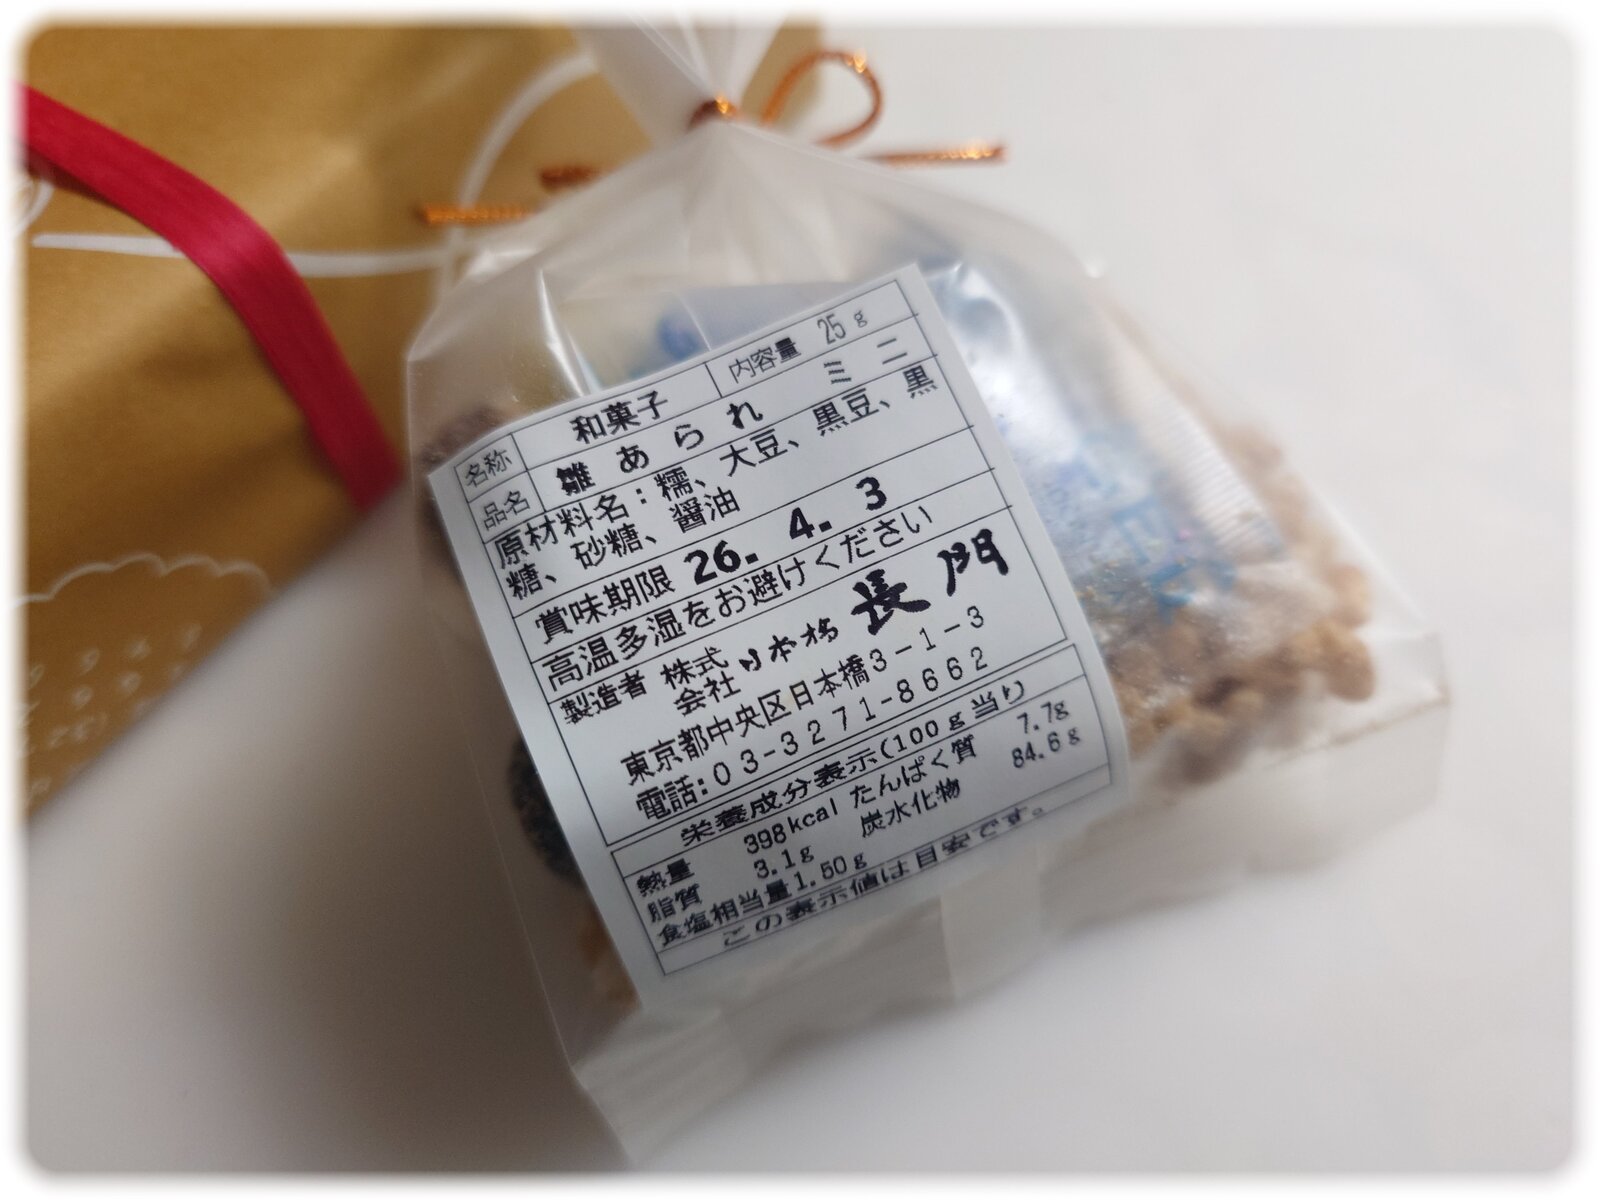 名称 和菓子 内容量 25g
品名 雛あられ ミニ
原材料名:糯、大豆、黒豆、黒
糖、砂糖、醤油
賞味期限 26. 4. 3
高温多湿をお避けください
製造者 株式会社 日本橋 長門
東京都中央区日本橋3-1-3
電話:03-3271-8662
栄養成分表示(100g当り)
熱量 398kcal たんぱく質 7.7g
脂質 3.1g 炭水化物 84.6g
食塩相当量1.50g
この表示値は目安です。